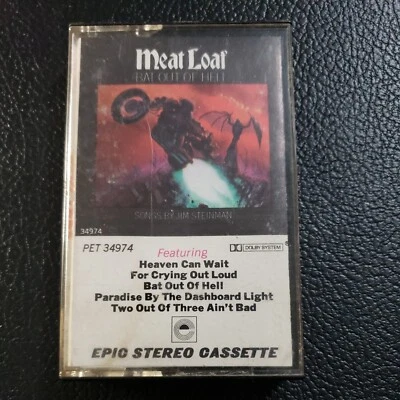 Meat Loaf
BAT OUT OF HELL
SONGS BY JIM STEINMAN
34974
PET 34974
Featuring
DOLBY SYSTEM
Heaven Can Wait
For Crying Out Loud
Bat Out Of Hell
Paradise By The Dashboard Light
Two Out Of Three Ain't Bad
EPIC STEREO CASSETTE